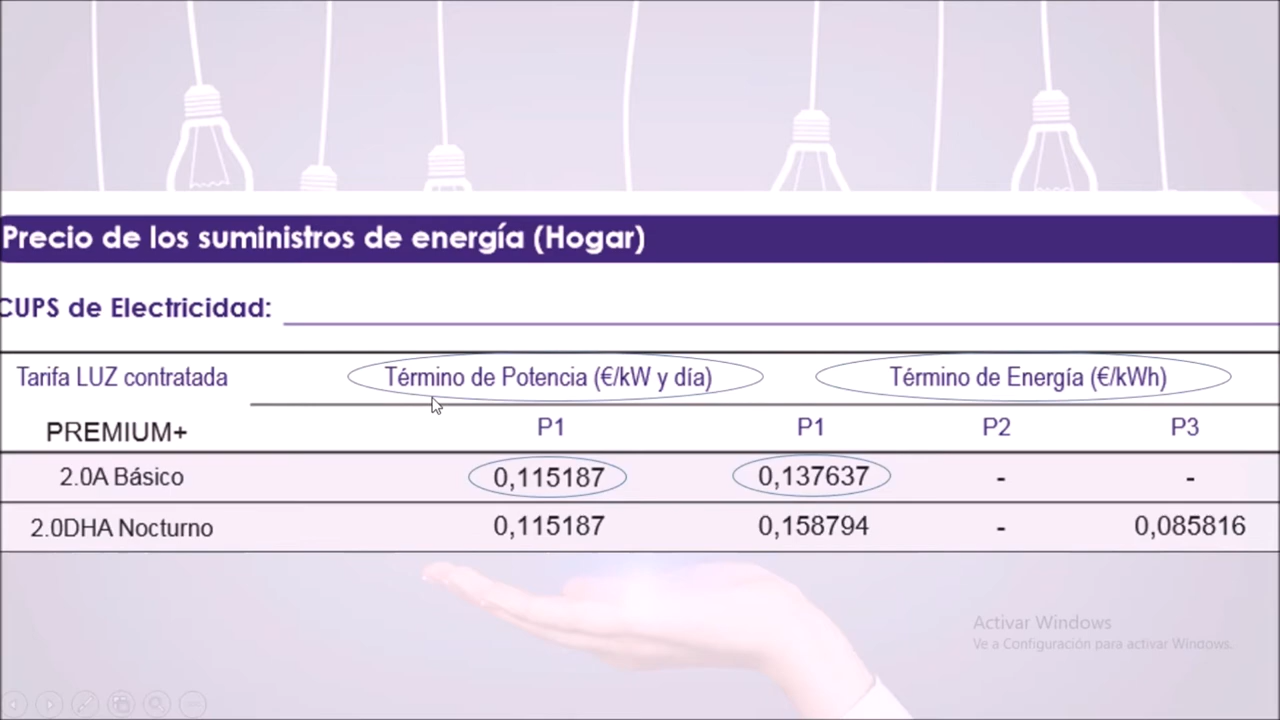 Precio de los suministros de energía (Hogar)
CUPS de Electricidad:
Tarifa LUZ contratada Término de Potencia (€/kW y día) Término de Energía (€/kWh)
PREMIUM+ P1 P1 P2 P3
2.0A Básico 0,115187 0,137637 - -
2.0DHA Nocturno 0,115187 0,158794 - 0,085816
Activar Windows
Ve a Configuración para activar Windows.